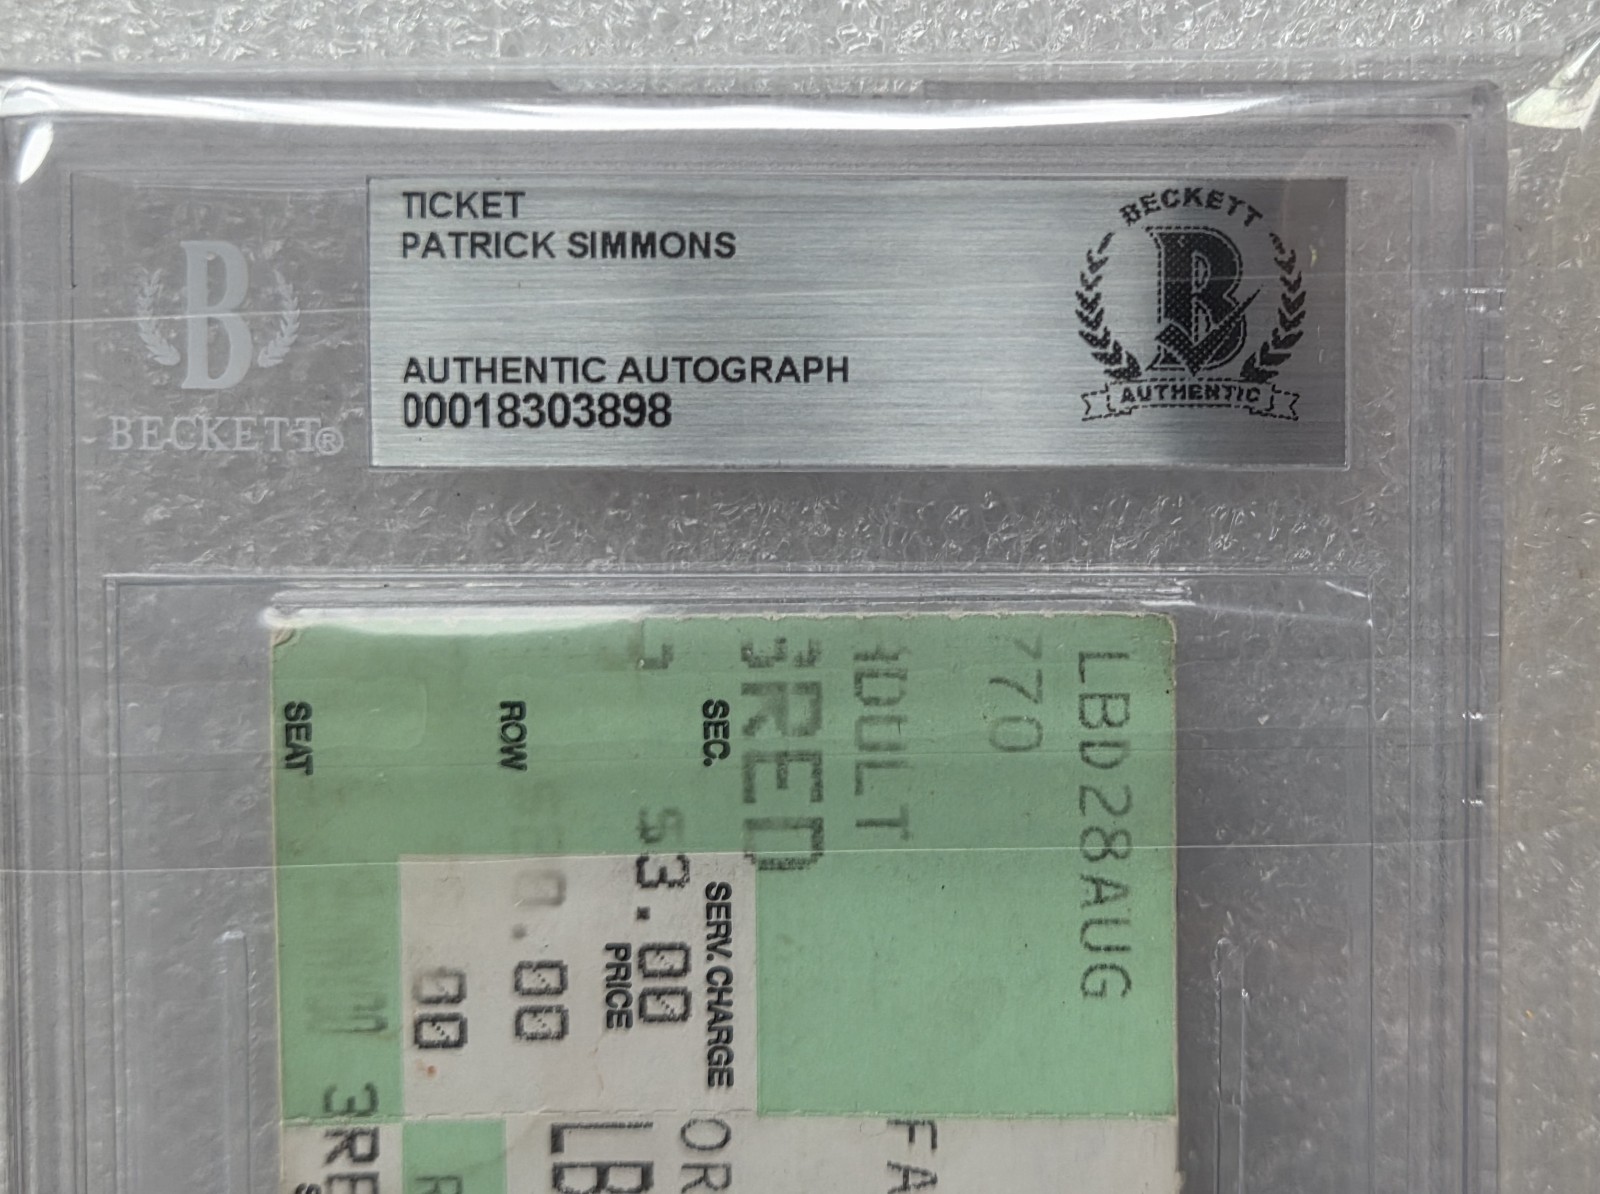 TICKET
PATRICK SIMMONS
AUTHENTIC AUTOGRAPH
00018303898
BECKETT
B
AUTHENTIC
B
BECKETT®
LBD28AUG
770
ADULT
GRED
SEC.
ROW
SEAT
SERV.CHARGE
$3.00
PRICE
.00
00
FA
OR
LB
R
3RE